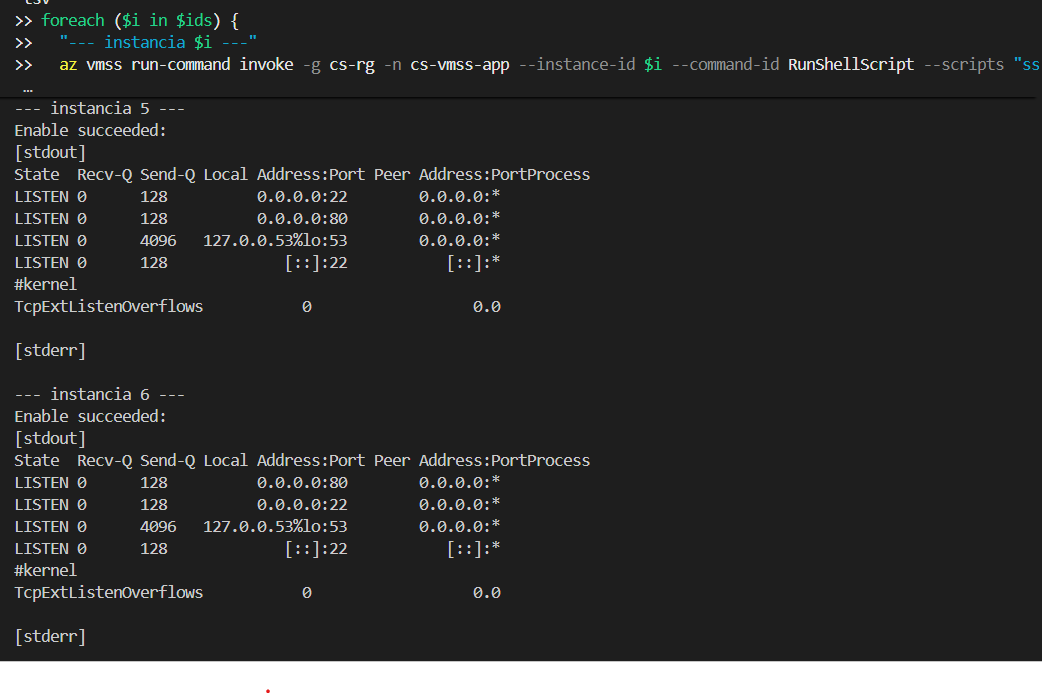 tsv
>> foreach ($i in $ids) {
>>   "--- instancia $i ---"
>>   az vmss run-command invoke -g cs-rg -n cs-vmss-app --instance-id $i --command-id RunShellScript --scripts "ss
…
--- instancia 5 ---
Enable succeeded:
[stdout]
State  Recv-Q Send-Q Local Address:Port Peer Address:PortProcess
LISTEN 0      128          0.0.0.0:22        0.0.0.0:*
LISTEN 0      128          0.0.0.0:80        0.0.0.0:*
LISTEN 0      4096   127.0.0.53%lo:53        0.0.0.0:*
LISTEN 0      128             [::]:22           [::]:*
#kernel
TcpExtListenOverflows           0                  0.0
[stderr]
--- instancia 6 ---
Enable succeeded:
[stdout]
State  Recv-Q Send-Q Local Address:Port Peer Address:PortProcess
LISTEN 0      128          0.0.0.0:80        0.0.0.0:*
LISTEN 0      128          0.0.0.0:22        0.0.0.0:*
LISTEN 0      4096   127.0.0.53%lo:53        0.0.0.0:*
LISTEN 0      128             [::]:22           [::]:*
#kernel
TcpExtListenOverflows           0                  0.0
[stderr]